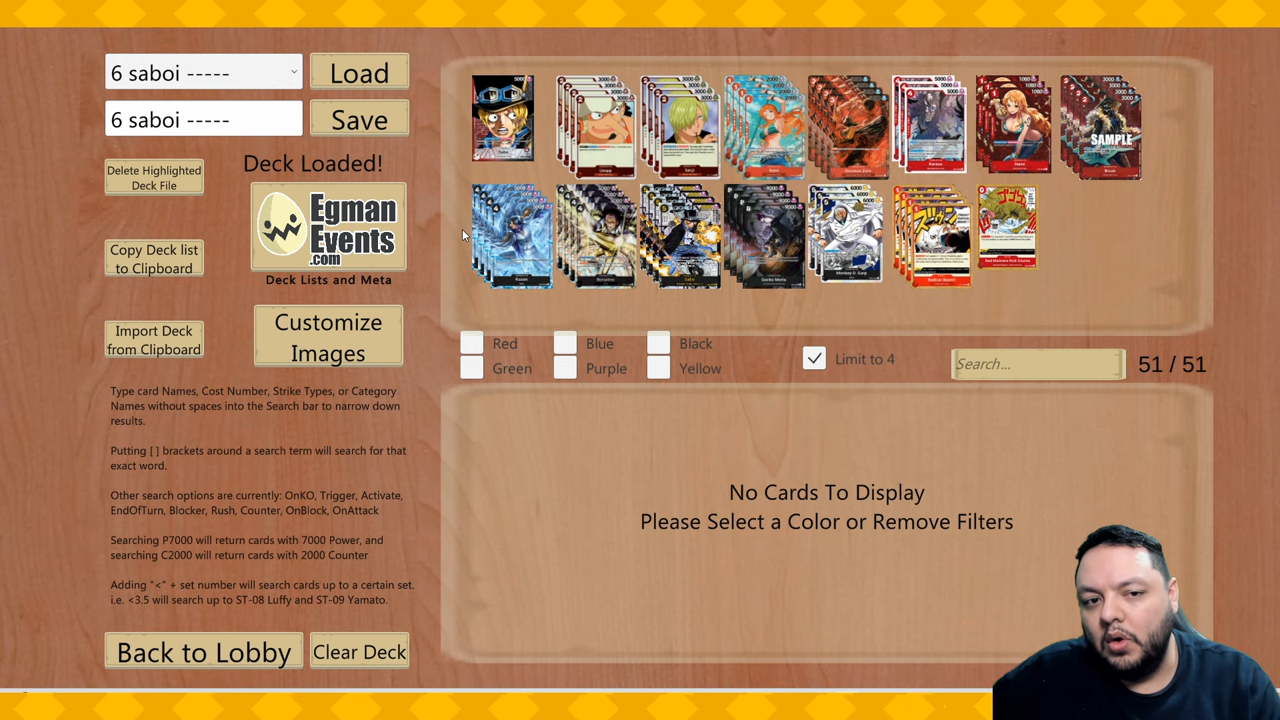 6 saboi -----
Load
6 saboi -----
Save
Delete Highlighted
Deck File
Deck Loaded!
Egman
Events
.com
Deck Lists and Meta
Copy Deck list
to Clipboard
Import Deck
from Clipboard
Customize
Images
Type card Names, Cost Number, Strike Types, or Category
Names without spaces into the Search bar to narrow down
results.
Putting [ ] brackets around a search term will search for that
exact word.
Other search options are currently: OnKO, Trigger, Activate,
EndOfTurn, Blocker, Rush, Counter, OnBlock, OnAttack
Searching P7000 will return cards with 7000 Power, and
searching C2000 will return cards with 2000 Counter
Adding "<" + set number will search cards up to a certain set.
i.e. <3.5 will search up to ST-08 Luffy and ST-09 Yamato.
Back to Lobby
Clear Deck
SAMPLE
Red
Blue
Black
Green
Purple
Yellow
Limit to 4
Search...
51 / 51
No Cards To Display
Please Select a Color or Remove Filters